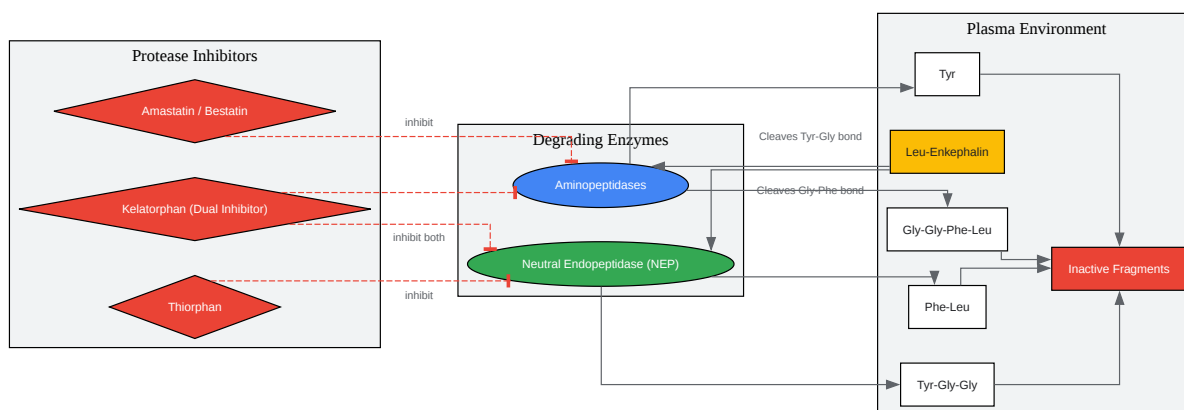 Protease Inhibitors
Amastatin / Bestatin
Kelatorphan (Dual Inhibitor)
Thiorphan
inhibit
inhibit both
inhibit
Degrading Enzymes
Aminopeptidases
Neutral Endopeptidase (NEP)
Cleaves Tyr-Gly bond
Cleaves Gly-Phe bond
Plasma Environment
Tyr
Leu-Enkephalin
Gly-Gly-Phe-Leu
Phe-Leu
Tyr-Gly-Gly
Inactive Fragments